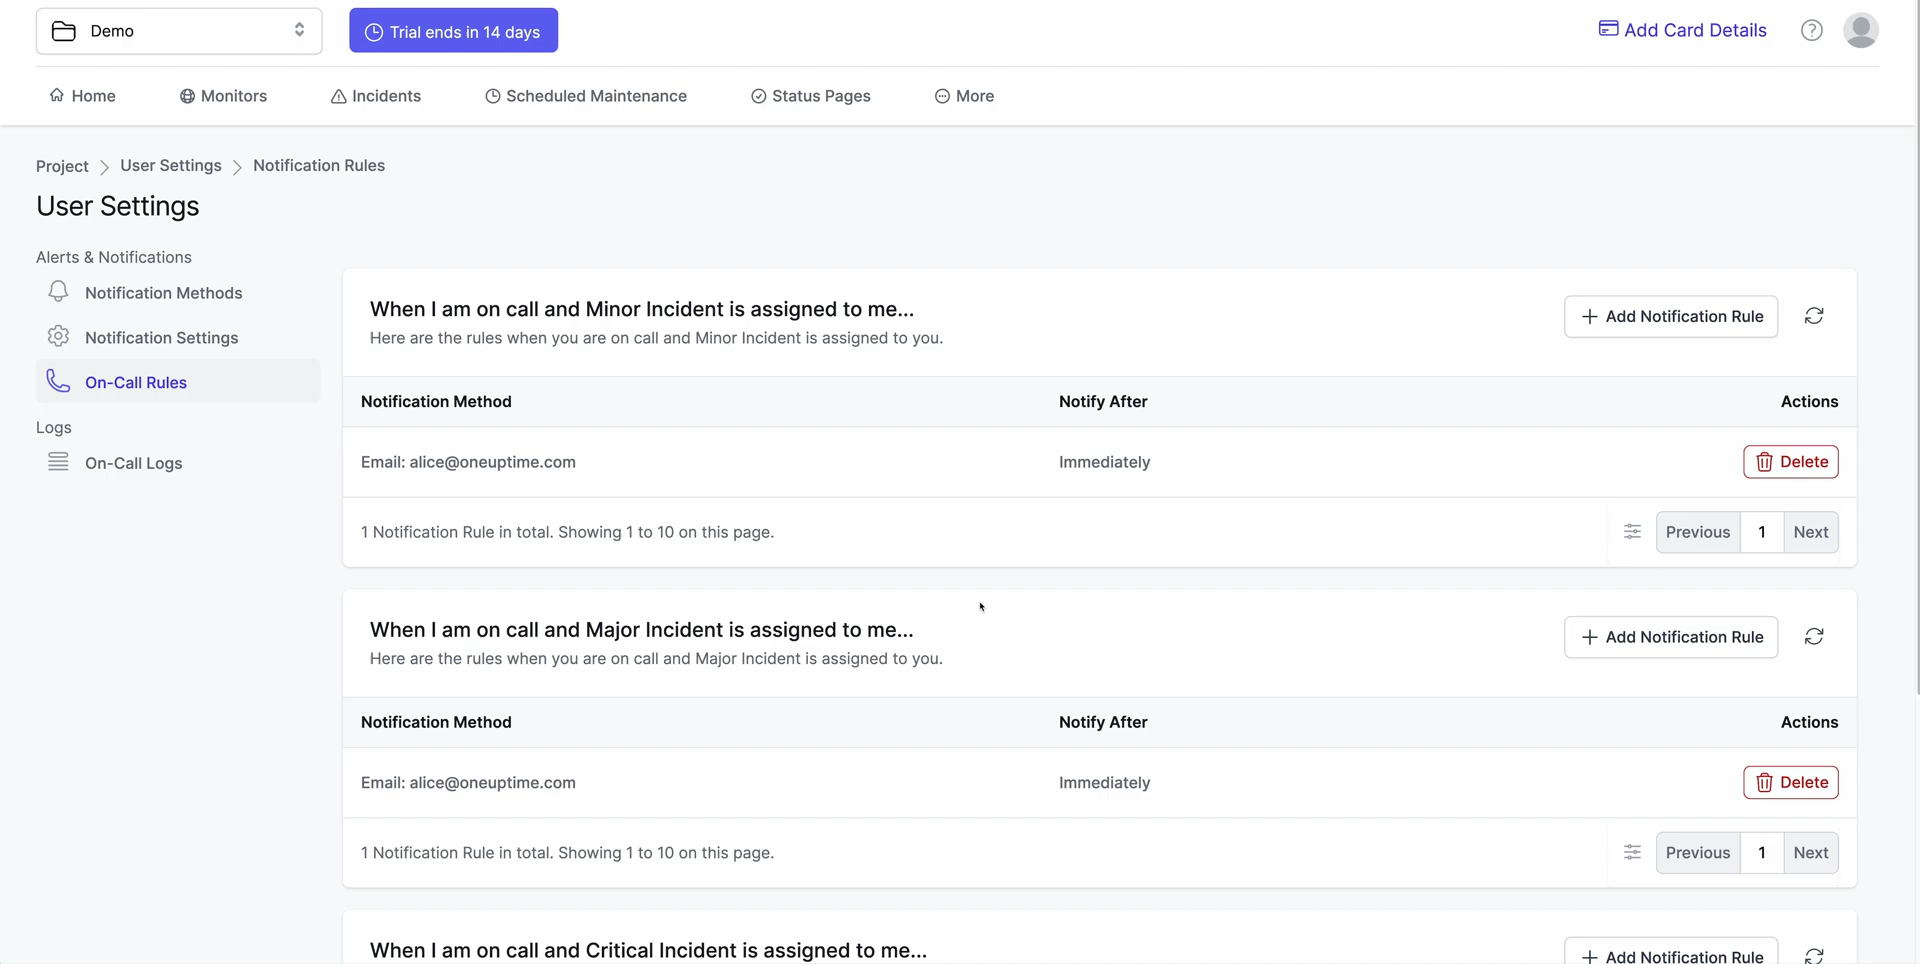 Demo
Trial ends in 14 days
Add Card Details
Home
Monitors
Incidents
Scheduled Maintenance
Status Pages
More
Project
User Settings
Notification Rules
User Settings
Alerts & Notifications
Notification Methods
Notification Settings
On-Call Rules
Logs
On-Call Logs
When I am on call and Minor Incident is assigned to me...
Here are the rules when you are on call and Minor Incident is assigned to you.
+ Add Notification Rule
Notification Method
Notify After
Actions
Email: alice@oneuptime.com
Immediately
Delete
1 Notification Rule in total. Showing 1 to 10 on this page.
Previous
1
Next
When I am on call and Major Incident is assigned to me...
Here are the rules when you are on call and Major Incident is assigned to you.
+ Add Notification Rule
Notification Method
Notify After
Actions
Email: alice@oneuptime.com
Immediately
Delete
1 Notification Rule in total. Showing 1 to 10 on this page.
Previous
1
Next
When I am on call and Critical Incident is assigned to me...
+ Add Notification Rule